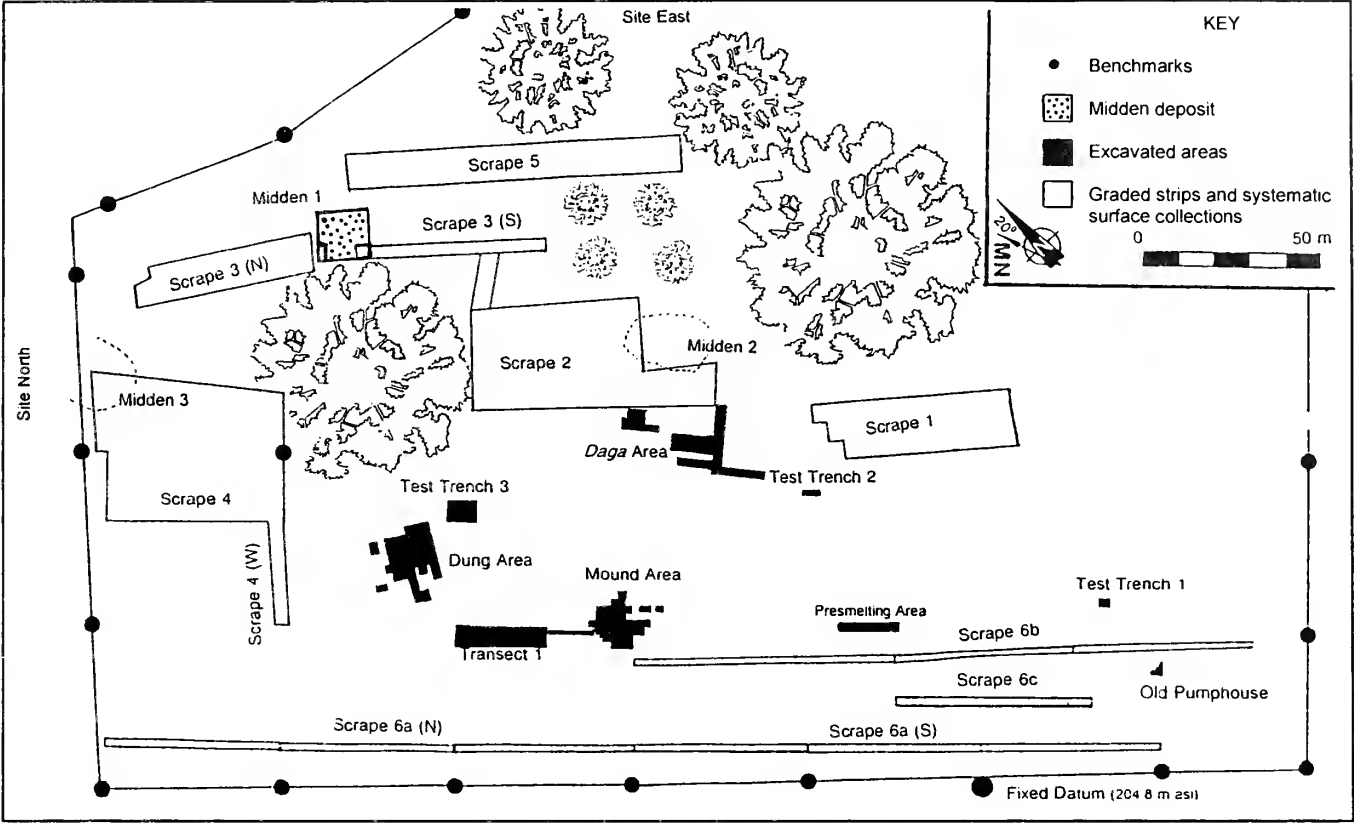 Site East
KEY
Benchmarks
Midden deposit
Excavated areas
Graded strips and systematic
surface collections
20°
MN
0 50 m
Scrape 5
Midden 1
Scrape 3 (S)
Scrape 3 (N)
Site North
Midden 3
Scrape 2
Midden 2
Scrape 1
Daga Area
Test Trench 2
Scrape 4
Test Trench 3
Scrape 4 (W)
Dung Area
Mound Area
Test Trench 1
Presmelting Area
Transect 1
Scrape 6b
Scrape 6c
Old Pumphouse
Scrape 6a (N)
Scrape 6a (S)
Fixed Datum (204 8 m asl)